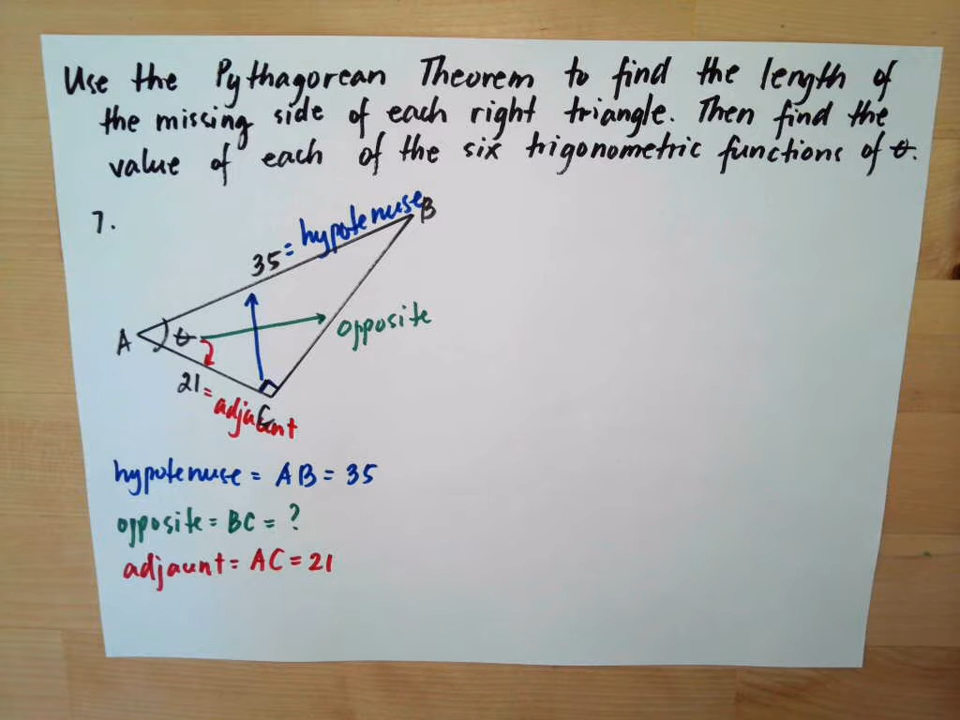 Use the Pythagorean Theorem to find the length of
the missing side of each right triangle. Then find the
value of each of the six trigonometric functions of θ.
7.
35 = hypotenuse
B
A
θ
opposite
21 = adjacent
C
hypotenuse = AB = 35
opposite = BC = ?
adjacent = AC = 21